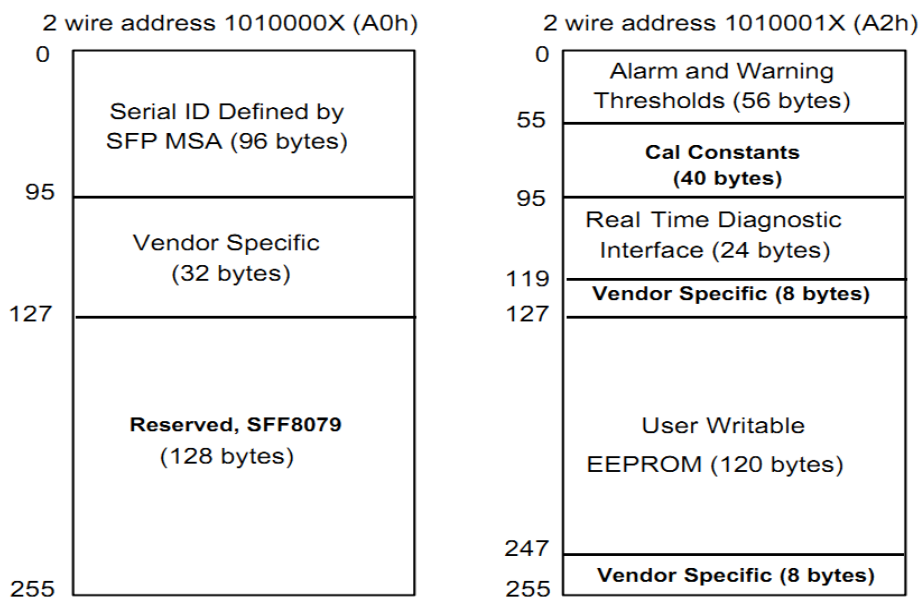 2 wire address 1010000X (A0h)
0
Serial ID Defined by
SFP MSA (96 bytes)
95
Vendor Specific
(32 bytes)
127
Reserved, SFF8079
(128 bytes)
255
2 wire address 1010001X (A2h)
0
Alarm and Warning
Thresholds (56 bytes)
55
Cal Constants
(40 bytes)
95
Real Time Diagnostic
Interface (24 bytes)
119
Vendor Specific (8 bytes)
127
User Writable
EEPROM (120 bytes)
247
Vendor Specific (8 bytes)
255